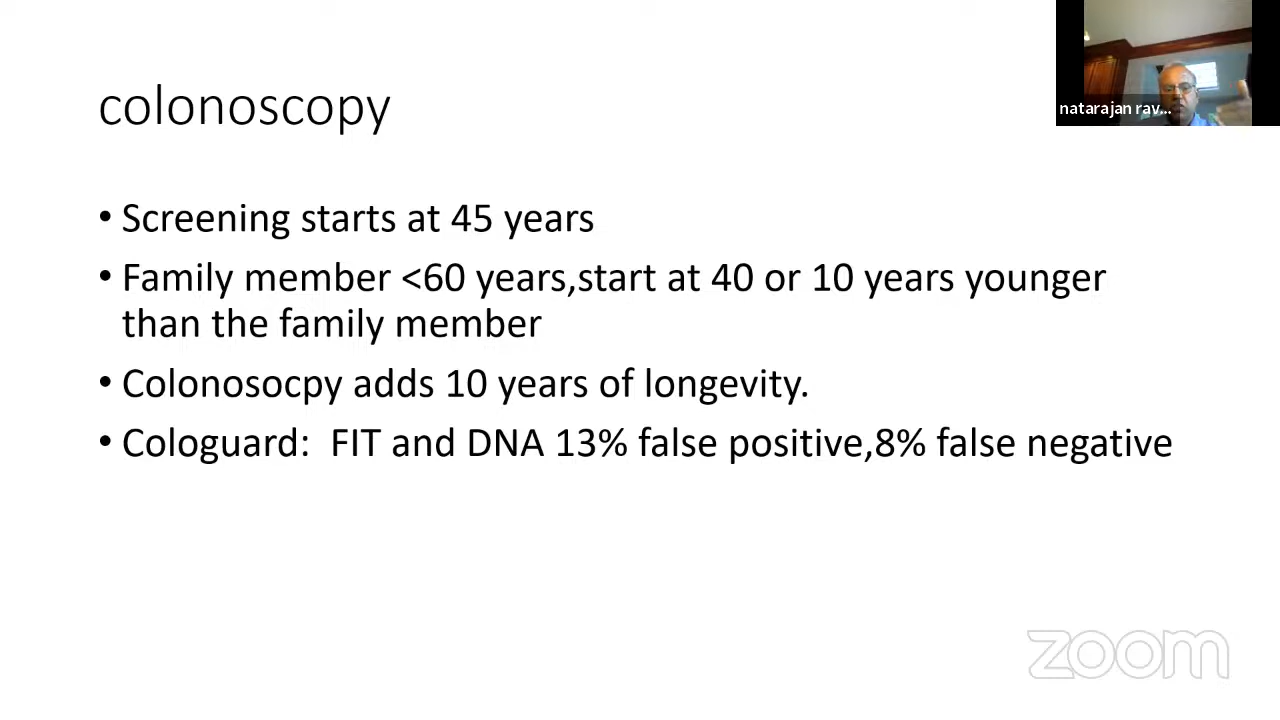 colonoscopy
natarajan rav...
• Screening starts at 45 years
• Family member <60 years,start at 40 or 10 years younger
than the family member
• Colonosocpy adds 10 years of longevity.
• Cologuard:  FIT and DNA 13% false positive,8% false negative
zoom